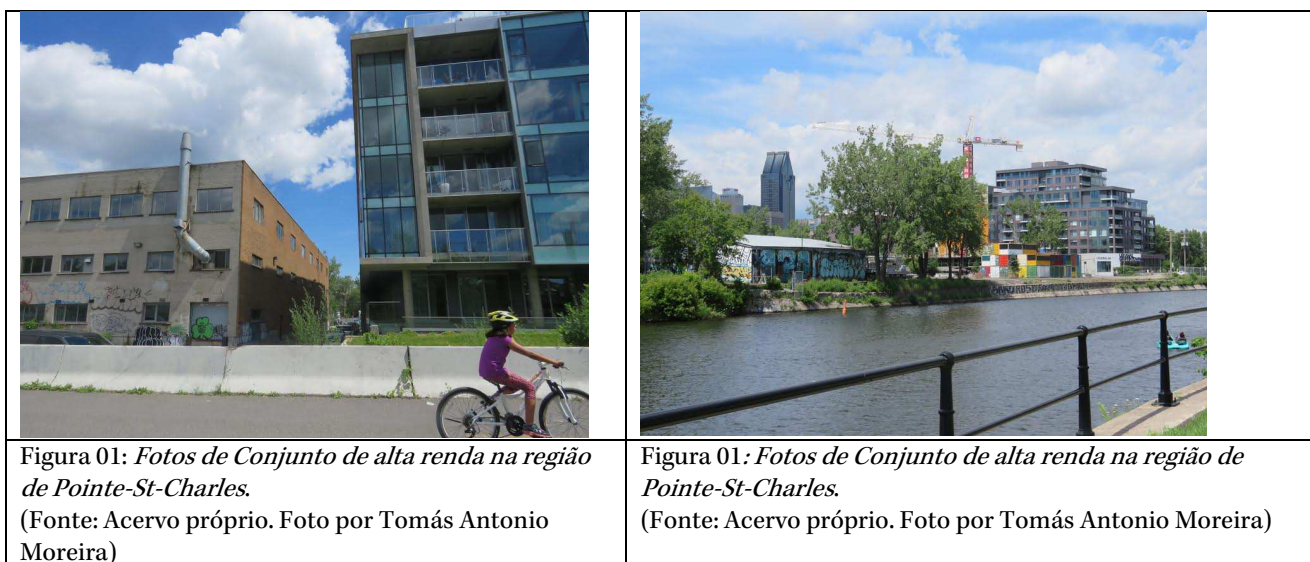 Figura 01: Fotos de Conjunto de alta renda na região
de Pointe-St-Charles.
(Fonte: Acervo próprio. Foto por Tomás Antonio
Moreira)
Figura 01: Fotos de Conjunto de alta renda na região de
Pointe-St-Charles.
(Fonte: Acervo próprio. Foto por Tomás Antonio Moreira)